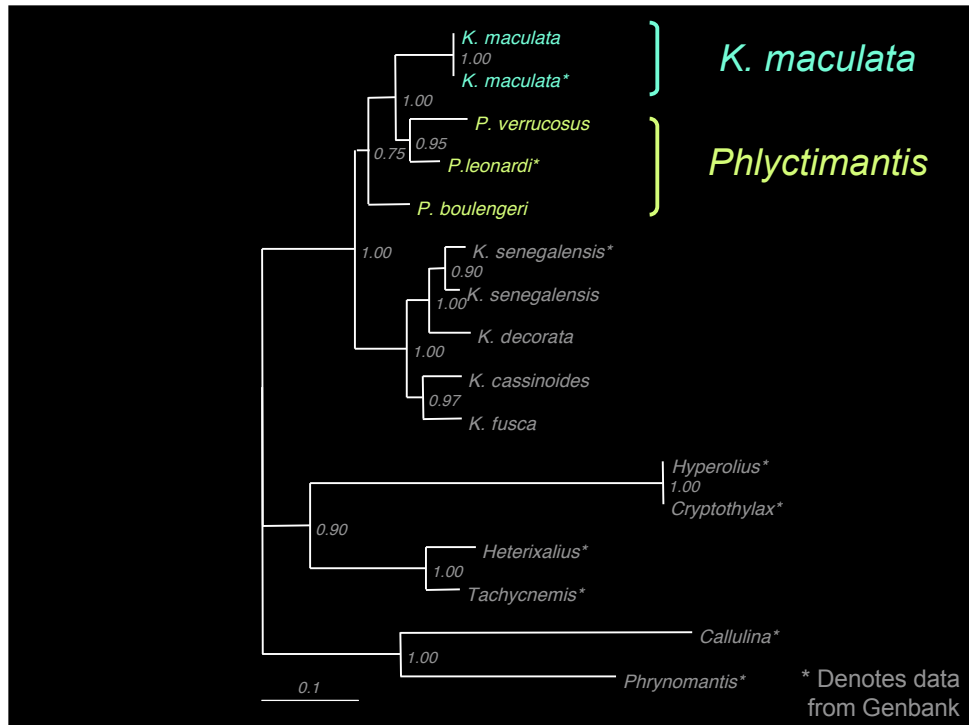 K. maculata
1.00
K. maculata*
K. maculata
1.00
P. verrucosus
0.95
0.75
P.leonardi*
Phlyctimantis
P. boulengeri
1.00
K. senegalensis*
0.90
K. senegalensis
1.00
K. decorata
1.00
K. cassinoides
0.97
K. fusca
Hyperolius*
1.00
Cryptothylax*
0.90
Heterixalius*
1.00
Tachycnemis*
Callulina*
1.00
Phrynomantis*
0.1
* Denotes data
from Genbank